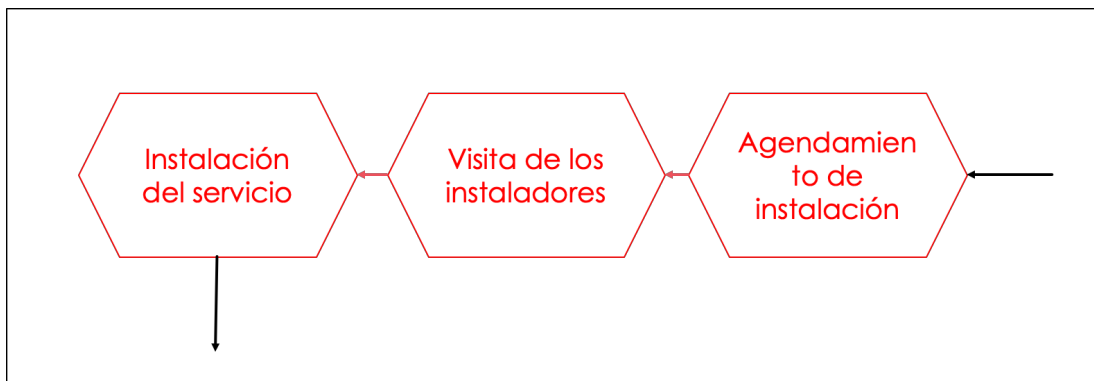 Instalación
del servicio
Visita de los
instaladores
Agendamien
to de
instalación